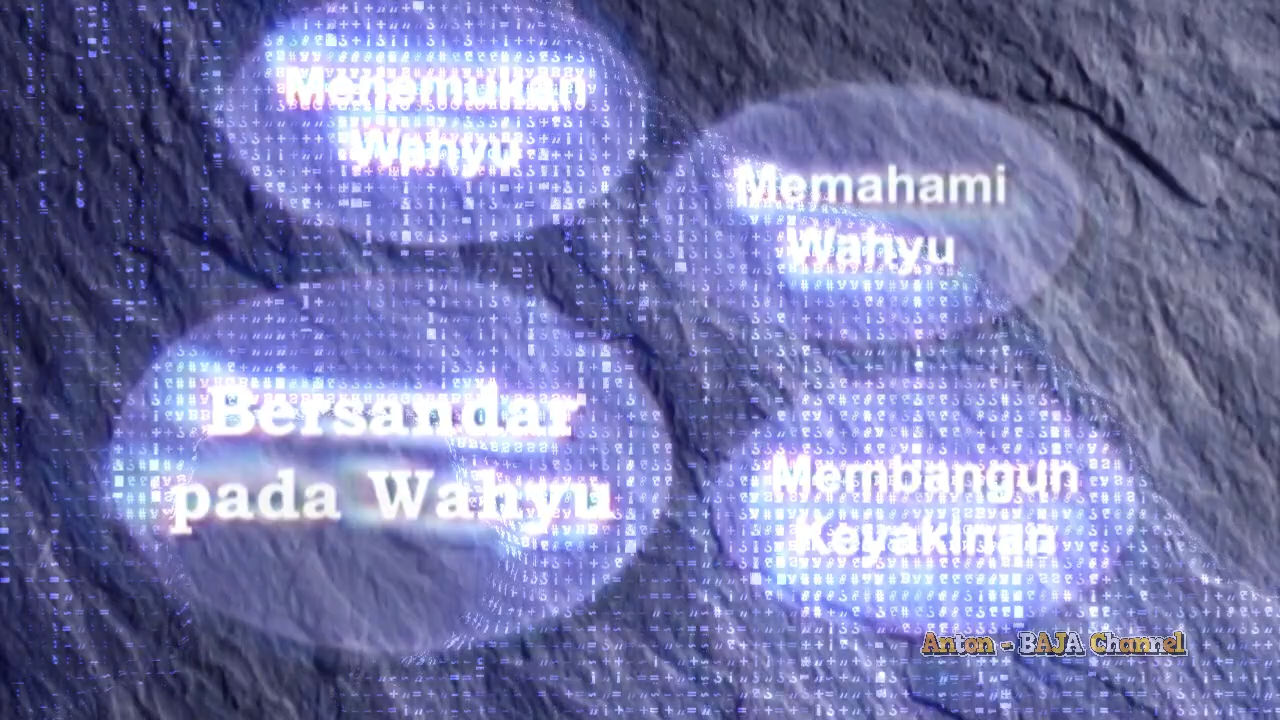 Menemukan
Wahyu
Memahami
Wahyu
Bersandar
pada Wahyu
Membangun
Keyakinan
Anton - BAJA Channel